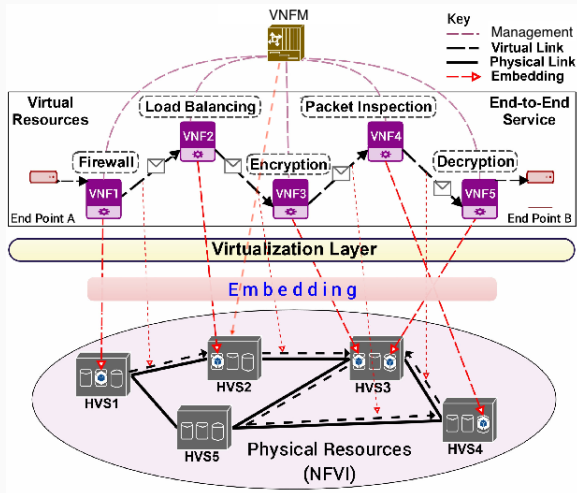 VNFM
Key
Management
Virtual Link
Physical Link
Embedding
Virtual
Resources
Load Balancing
Packet Inspection
End-to-End
Service
VNF2
VNF4
Firewall
Encryption
Decryption
VNF1
VNF3
VNF5
End Point A
End Point B
Virtualization Layer
Embedding
HVS1
HVS2
HVS3
HVS4
HVS5
Physical Resources
(NFVI)